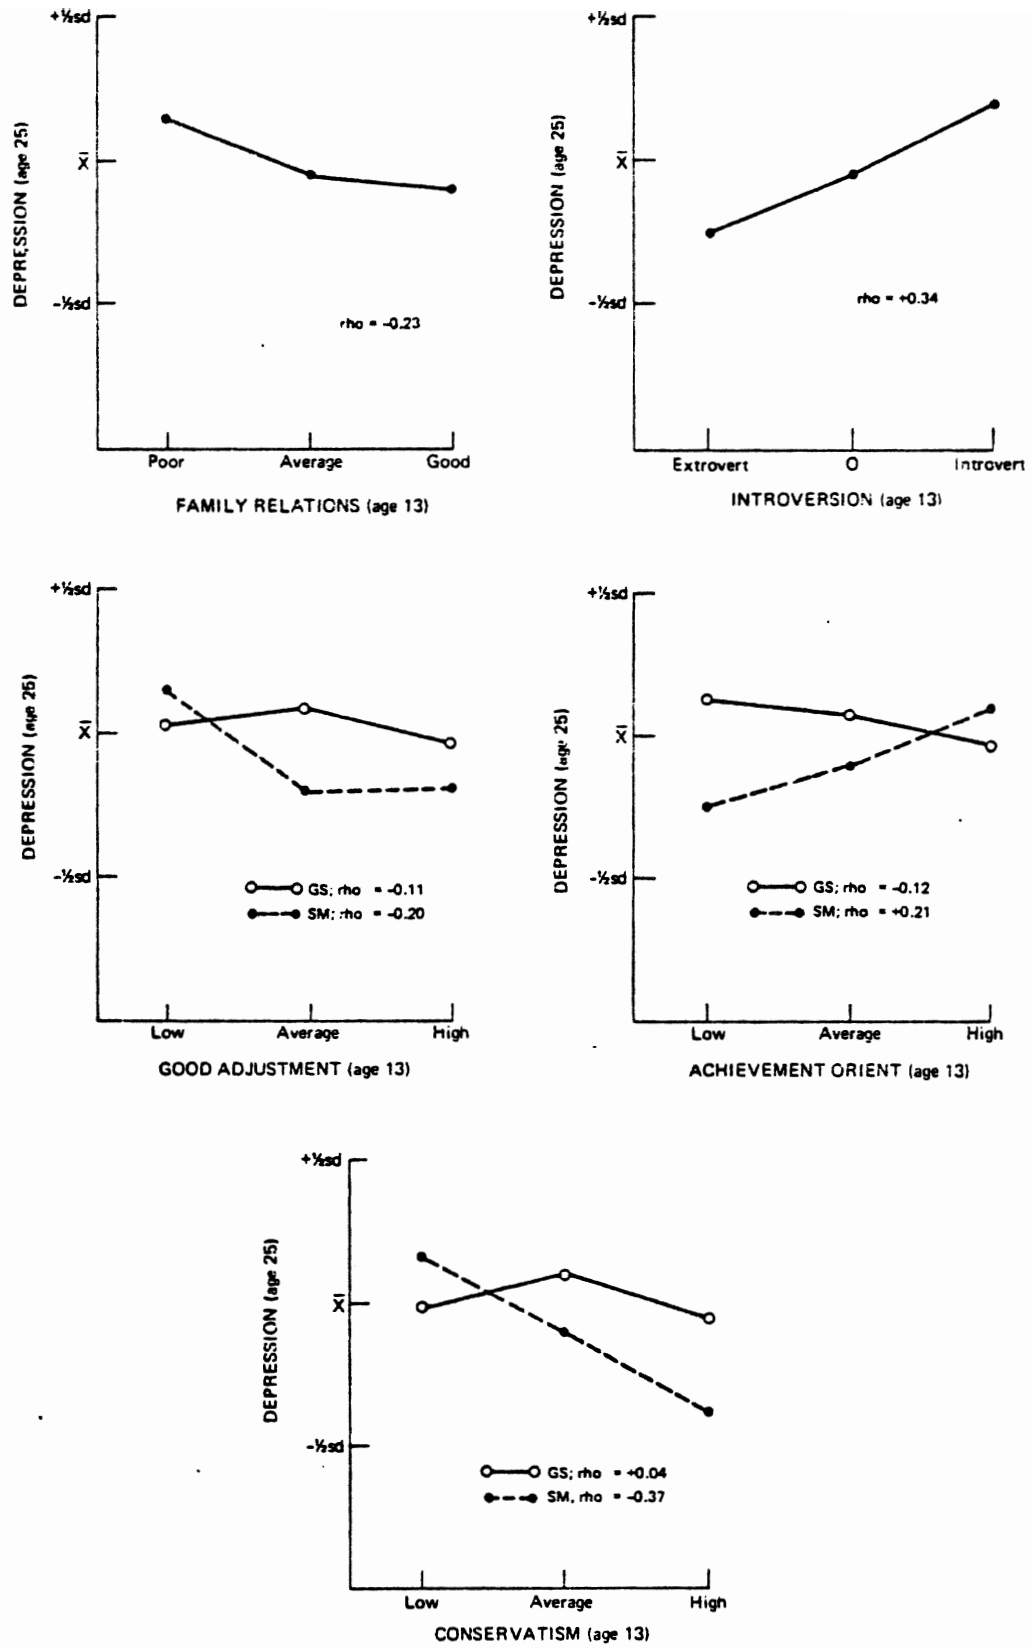 +½sd
X̄
-½sd
DEPRESSION (age 25)
rho = -0.23
Poor Average Good
FAMILY RELATIONS (age 13)
+½sd
X̄
-½sd
DEPRESSION (age 25)
rho = +0.34
Extrovert O Introvert
INTROVERSION (age 13)
+½sd
X̄
-½sd
DEPRESSION (age 25)
GS; rho = -0.11
SM; rho = -0.20
Low Average High
GOOD ADJUSTMENT (age 13)
+½sd
X̄
-½sd
DEPRESSION (age 25)
GS; rho = -0.12
SM; rho = +0.21
Low Average High
ACHIEVEMENT ORIENT (age 13)
+½sd
X̄
-½sd
DEPRESSION (age 25)
GS; rho = +0.04
SM, rho = -0.37
Low Average High
CONSERVATISM (age 13)